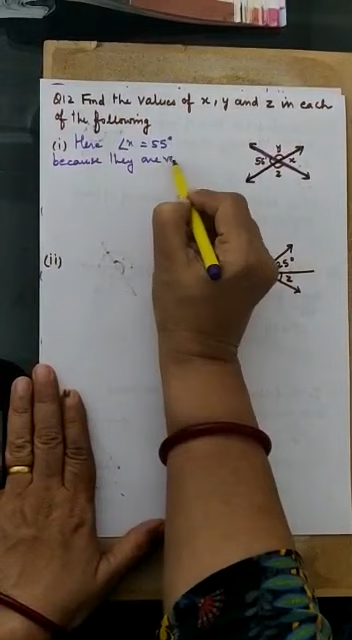 Q12 Find the values of x, y and z in each
of the following
(i) Here ∠x = 55°
because they are
y
55 x
z
(ii)
25°
z